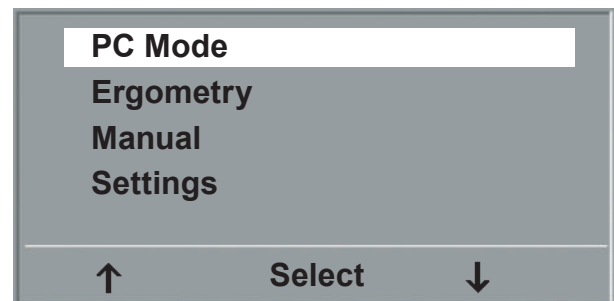 PC Mode
Ergometry
Manual
Settings
↑ Select ↓